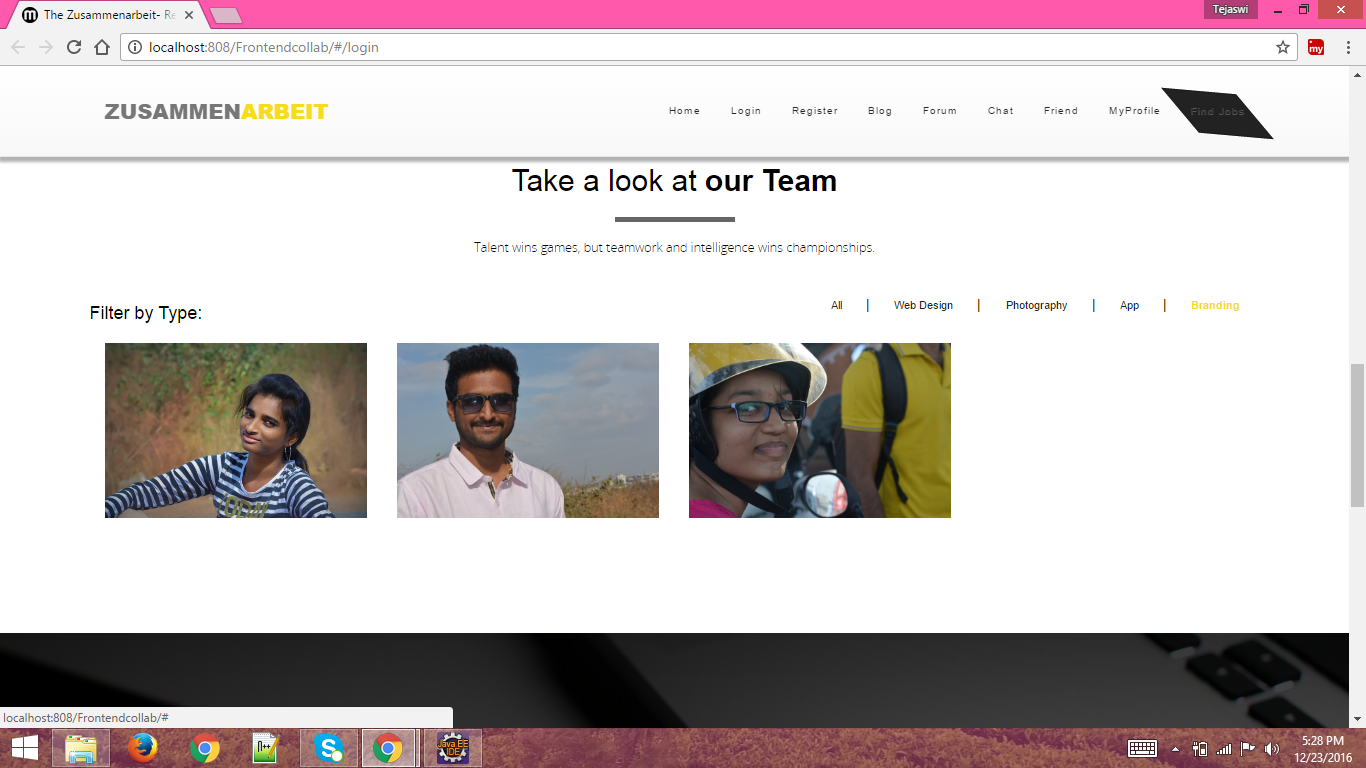 Tejaswi
The Zusammenarbeit- Re
localhost:808/Frontendcollab/#/login
my
ZUSAMMENARBEIT
Home Login Register Blog Forum Chat Friend MyProfile Find Jobs
Take a look at our Team
Talent wins games, but teamwork and intelligence wins championships.
Filter by Type:
All | Web Design | Photography | App | Branding
localhost:808/Frontendcollab/#
Java EE
IDE
5:28 PM
12/23/2016